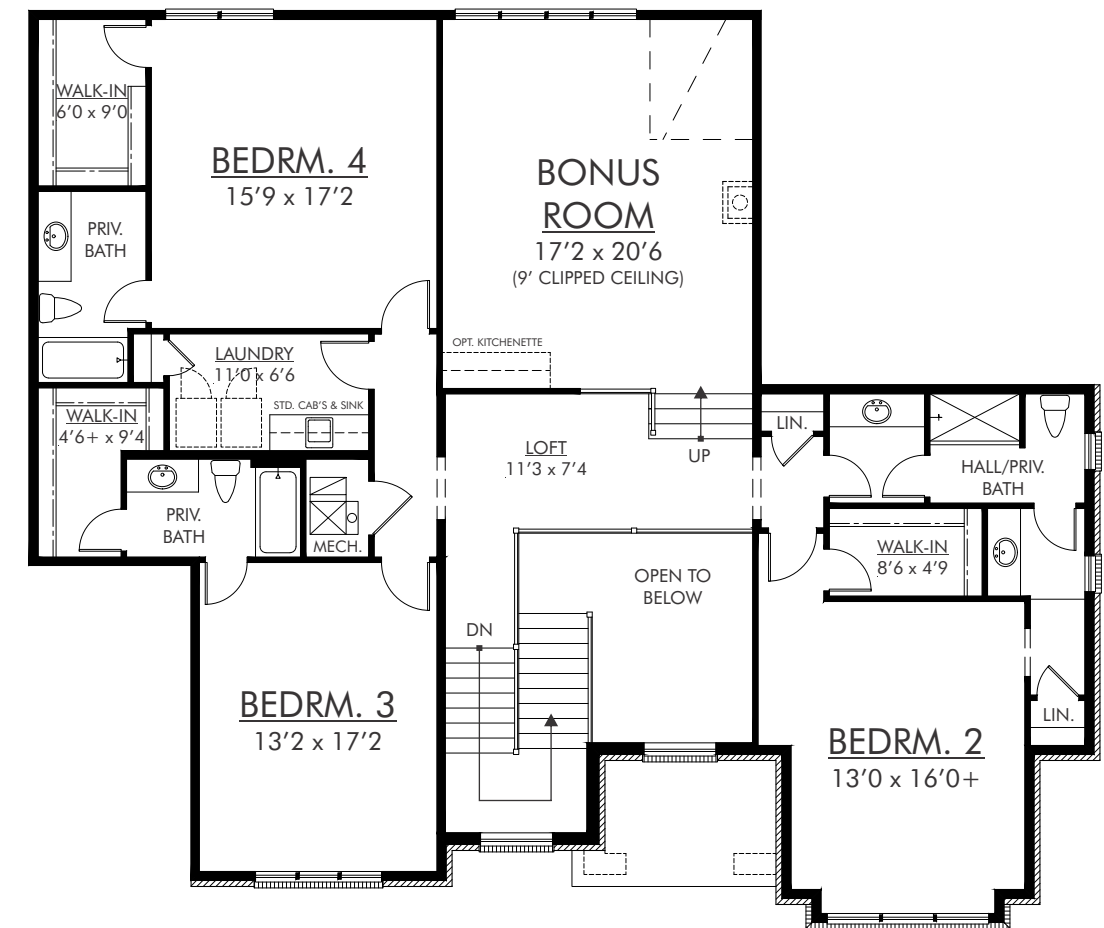 WALK-IN
6'0 x 9'0
BEDRM. 4
15'9 x 17'2
BONUS
ROOM
17'2 x 20'6
(9' CLIPPED CEILING)
PRIV.
BATH
OPT. KITCHENETTE
LAUNDRY
11'0 x 6'6
STD. CAB'S & SINK
WALK-IN
4'6+ x 9'4
LOFT
11'3 x 7'4
UP
LIN.
HALL/PRIV.
BATH
PRIV.
BATH
MECH.
WALK-IN
8'6 x 4'9
OPEN TO
BELOW
DN
BEDRM. 3
13'2 x 17'2
BEDRM. 2
13'0 x 16'0+
LIN.